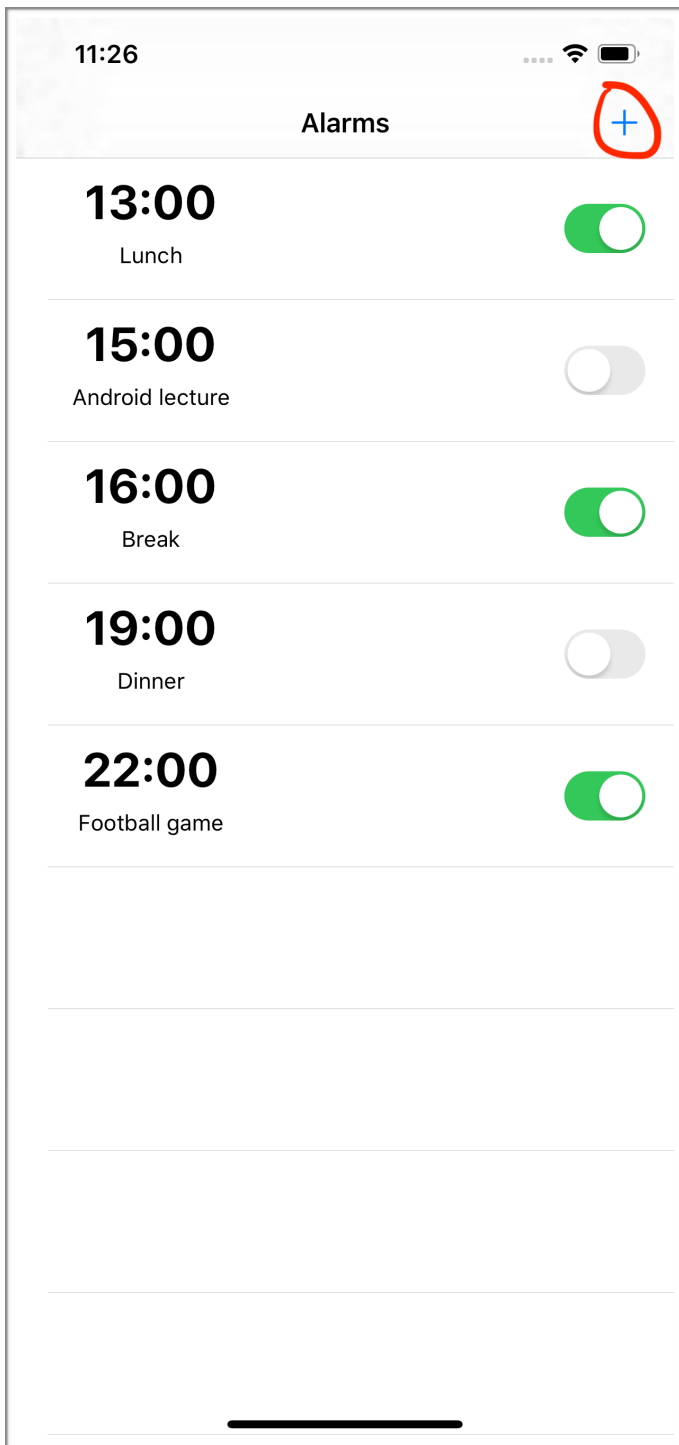 11:26
Alarms +
13:00
Lunch
15:00
Android lecture
16:00
Break
19:00
Dinner
22:00
Football game